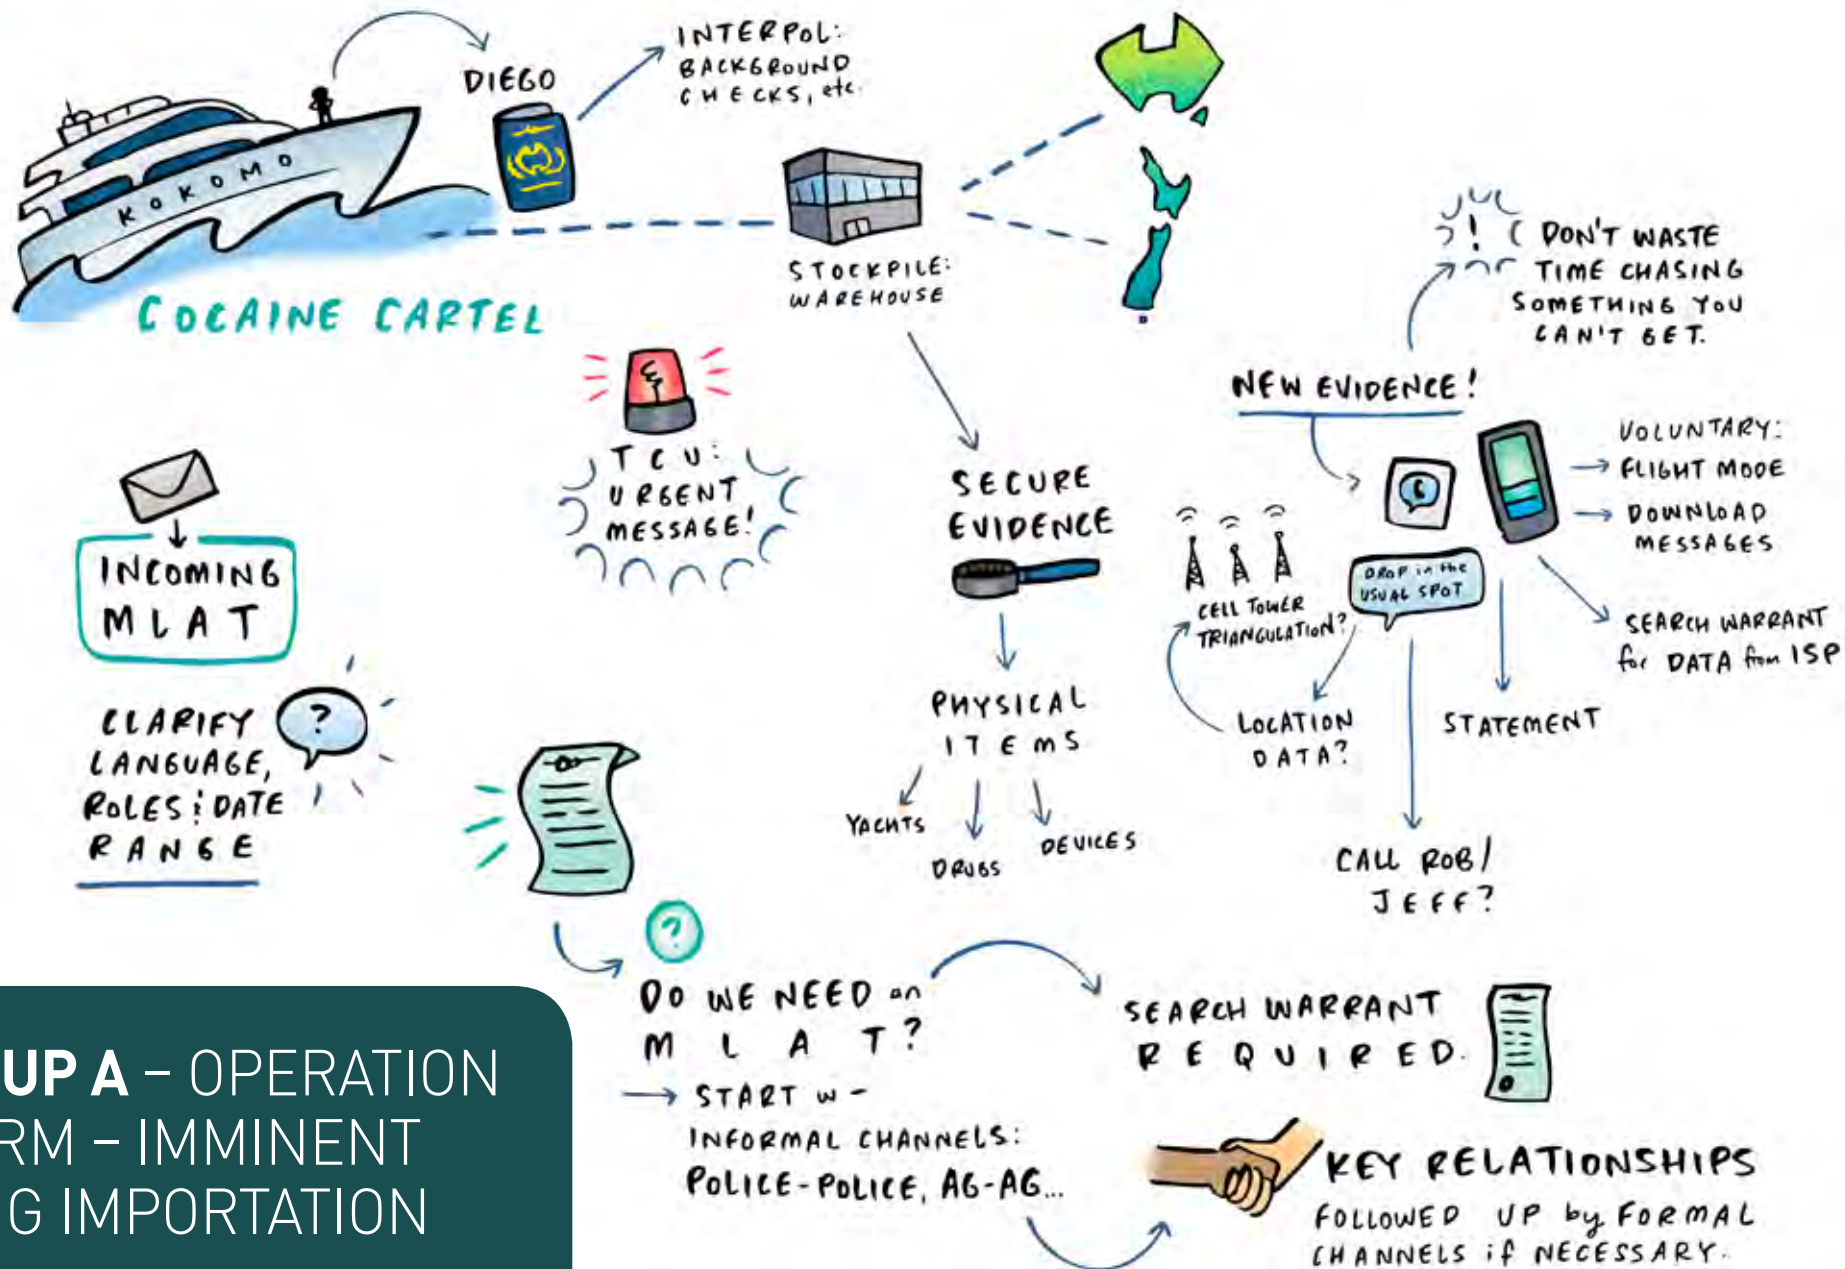 KOKOMO
DIEGO
INTERPOL:
BACKGROUND
CHECKS, etc.
COCAINE CARTEL
STOCKPILE:
WAREHOUSE
TCU:
URGENT
MESSAGE!
INCOMING
MLAT
?
CLARIFY
LANGUAGE,
ROLES & DATE
RANGE
SECURE
EVIDENCE
PHYSICAL
ITEMS
YACHTS
DRUGS
DEVICES
!
DON'T WASTE
TIME CHASING
SOMETHING YOU
CAN'T GET.
NEW EVIDENCE!
VOLUNTARY:
FLIGHT MODE
DOWNLOAD
MESSAGES
DROP in the
USUAL SPOT
CELL TOWER
TRIANGULATION?
LOCATION
DATA?
STATEMENT
SEARCH WARRANT
for DATA from ISP
CALL ROB/
JEFF?
?
DO WE NEED an
MLAT?
START w-
INFORMAL CHANNELS:
POLICE-POLICE, AG-AG...
SEARCH WARRANT
REQUIRED.
KEY RELATIONSHIPS
FOLLOWED UP by FORMAL
CHANNELS if NECESSARY.
UP A – OPERATION
RM – IMMINENT
G IMPORTATION